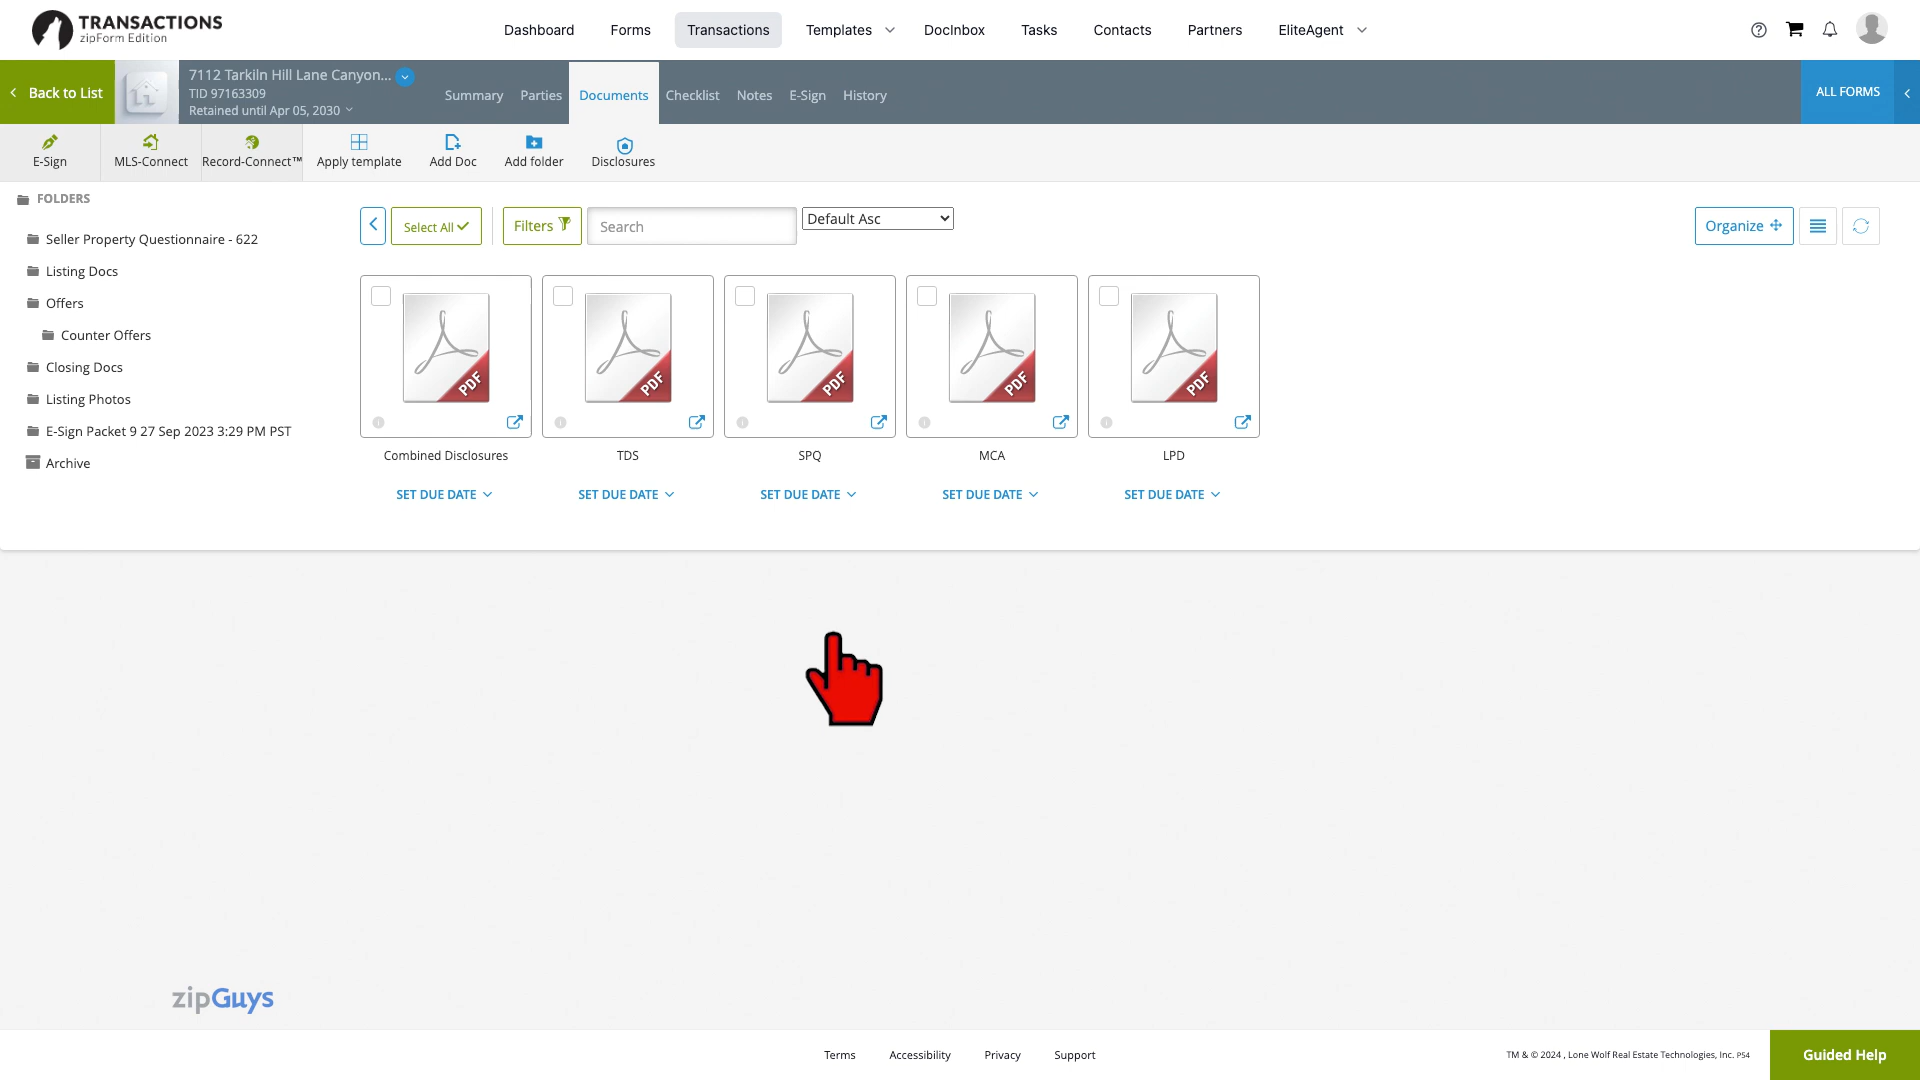 TRANSACTIONS
zipForm Edition
Dashboard
Forms
Transactions
Templates
DocInbox
Tasks
Contacts
Partners
EliteAgent
Back to List
7112 Tarkiln Hill Lane Canyon...
TID 97163309
Retained until Apr 05, 2030
Summary
Parties
Documents
Checklist
Notes
E-Sign
History
ALL FORMS
E-Sign
MLS-Connect
Record-Connect™
Apply template
Add Doc
Add folder
Disclosures
FOLDERS
Seller Property Questionnaire - 622
Listing Docs
Offers
Counter Offers
Closing Docs
Listing Photos
E-Sign Packet 9 27 Sep 2023 3:29 PM PST
Archive
Select All
Filters
Search
Default Asc
Organize
PDF
PDF
PDF
PDF
PDF
Combined Disclosures
TDS
SPQ
MCA
LPD
SET DUE DATE
SET DUE DATE
SET DUE DATE
SET DUE DATE
SET DUE DATE
zipGuys
Terms
Accessibility
Privacy
Support
TM & © 2024 , Lone Wolf Real Estate Technologies, Inc. P54
Guided Help